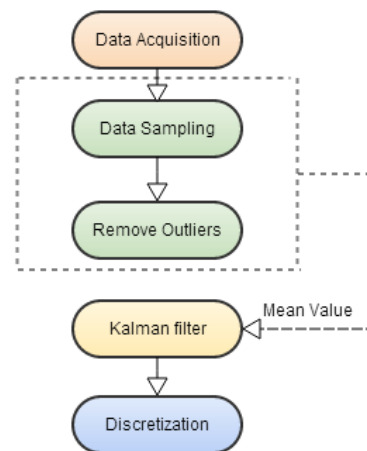 Data Acquisition
Data Sampling
Remove Outliers
Mean Value
Kalman filter
Discretization